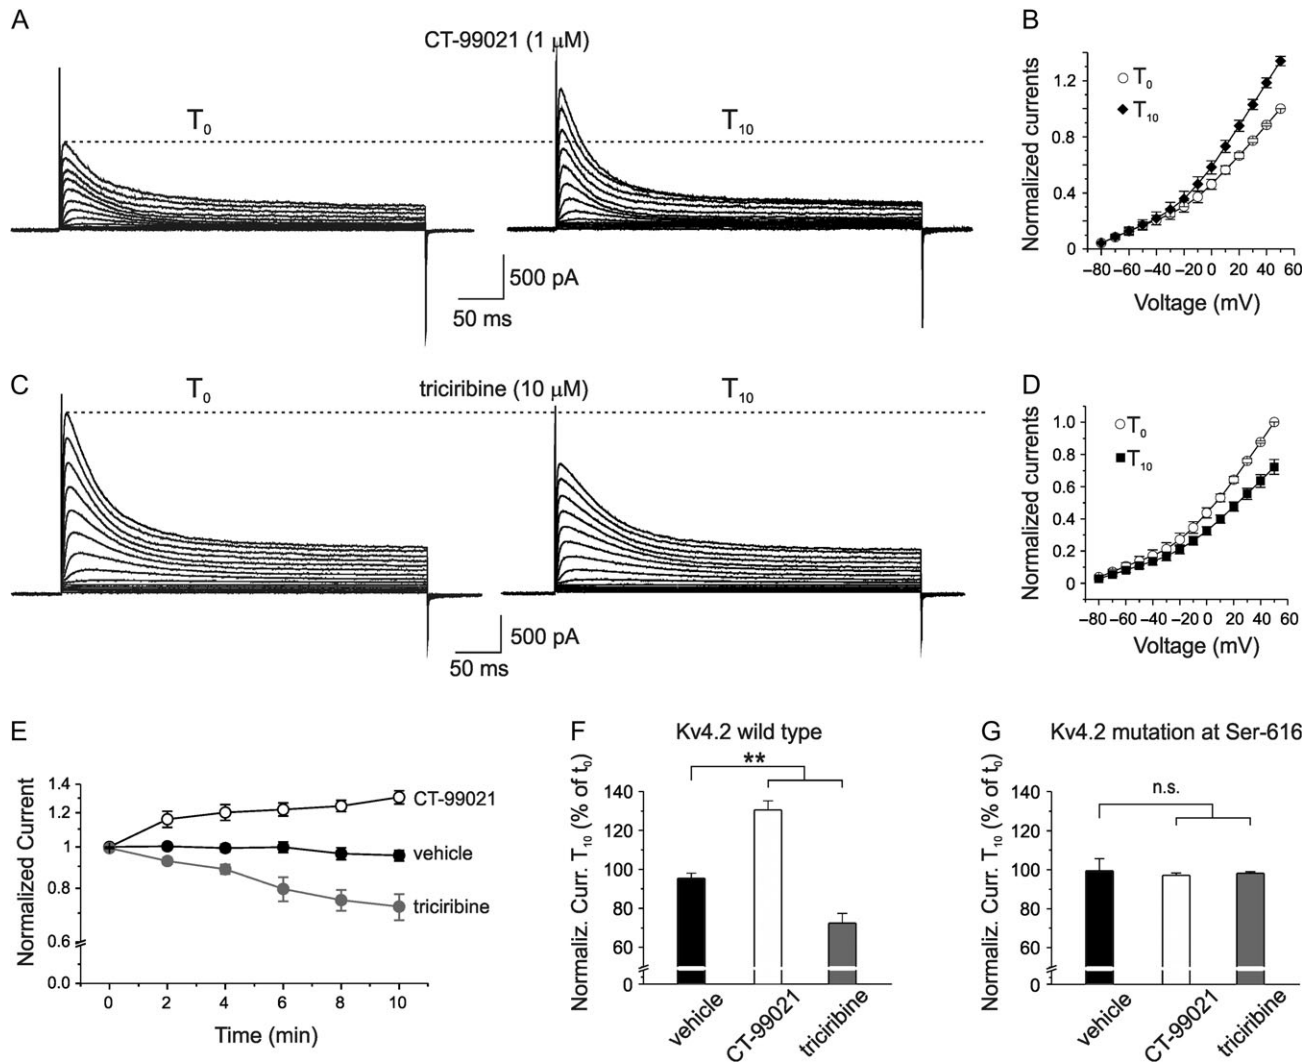 A
CT-99021 (1 μM)
T0
T10
500 pA
50 ms
B
Normalized currents
1.2
0.8
0.4
0
T0
T10
–80 –60 –40 –20 0 20 40 60
Voltage (mV)
C
triciribine (10 μM)
T0
T10
500 pA
50 ms
D
Normalized currents
1.0
0.8
0.6
0.4
0.2
0
T0
T10
–80 –60 –40 –20 0 20 40 60
Voltage (mV)
E
Normalized Current
1.4
1.2
1
0.8
0.6
0.0
CT-99021
vehicle
triciribine
0 2 4 6 8 10
Time (min)
F
Kv4.2 wild type
Normaliz. Curr. T10 (% of t0)
140
120
100
80
60
0
**
vehicle
CT-99021
triciribine
G
Kv4.2 mutation at Ser-616
Normaliz. Curr. T10 (% of t0)
140
120
100
80
60
0
n.s.
vehicle
CT-99021
triciribine